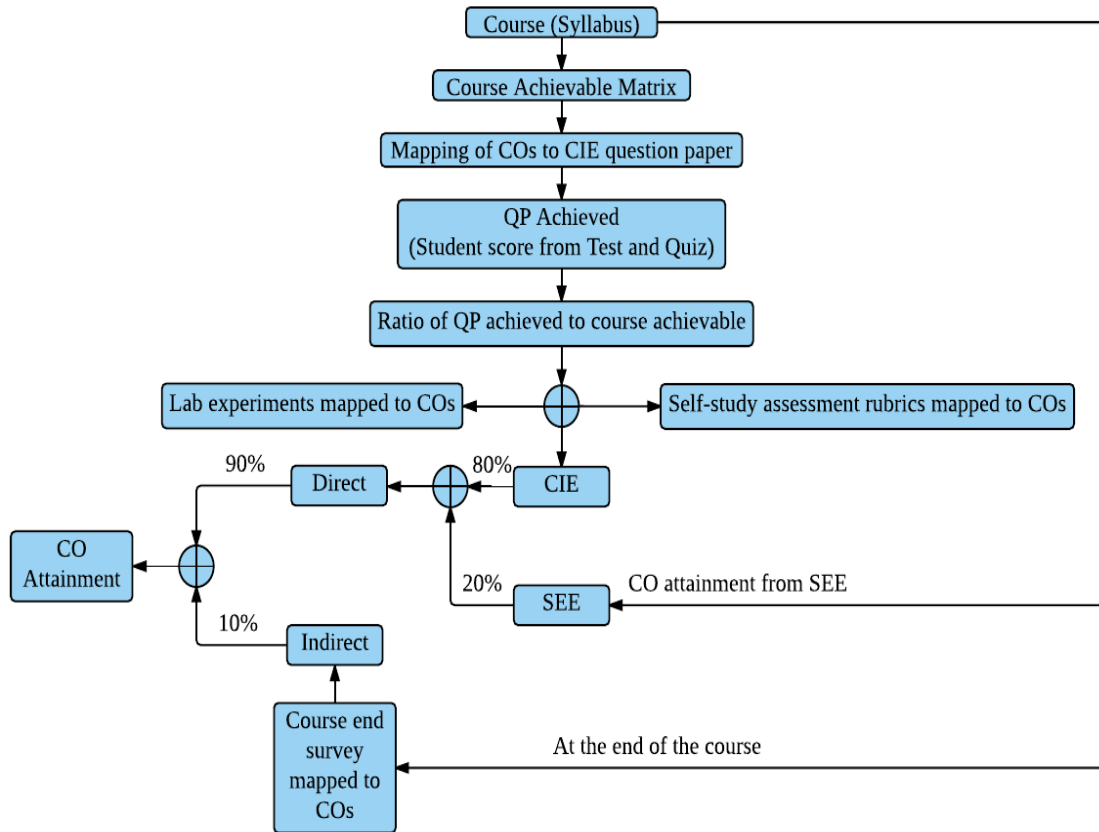 Course (Syllabus)
Course Achievable Matrix
Mapping of COs to CIE question paper
QP Achieved
(Student score from Test and Quiz)
Ratio of QP achieved to course achievable
Lab experiments mapped to COs
Self-study assessment rubrics mapped to COs
90%
Direct
80%
CIE
CO
Attainment
20%
SEE
CO attainment from SEE
10%
Indirect
Course end
survey
mapped to
COs
At the end of the course